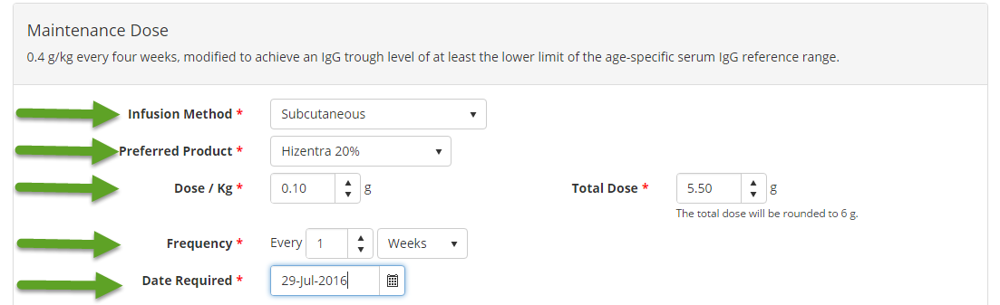 Maintenance Dose
0.4 g/kg every four weeks, modified to achieve an IgG trough level of at least the lower limit of the age-specific serum IgG reference range.
Infusion Method * Subcutaneous
Preferred Product * Hizentra 20%
Dose / Kg * 0.10 g Total Dose * 5.50 g
The total dose will be rounded to 6 g.
Frequency * Every 1 Weeks
Date Required * 29-Jul-2016